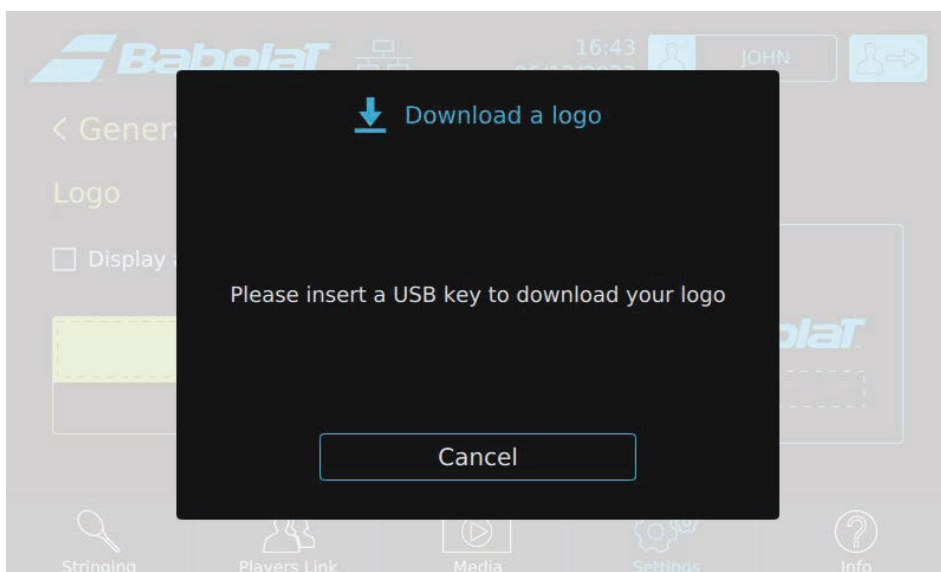 BaboLaT
16:43
JOHN
Download a logo
< Gener
Logo
Display
Please insert a USB key to download your logo
olaT
Cancel
Stringing
Players Link
Media
Settings
Info